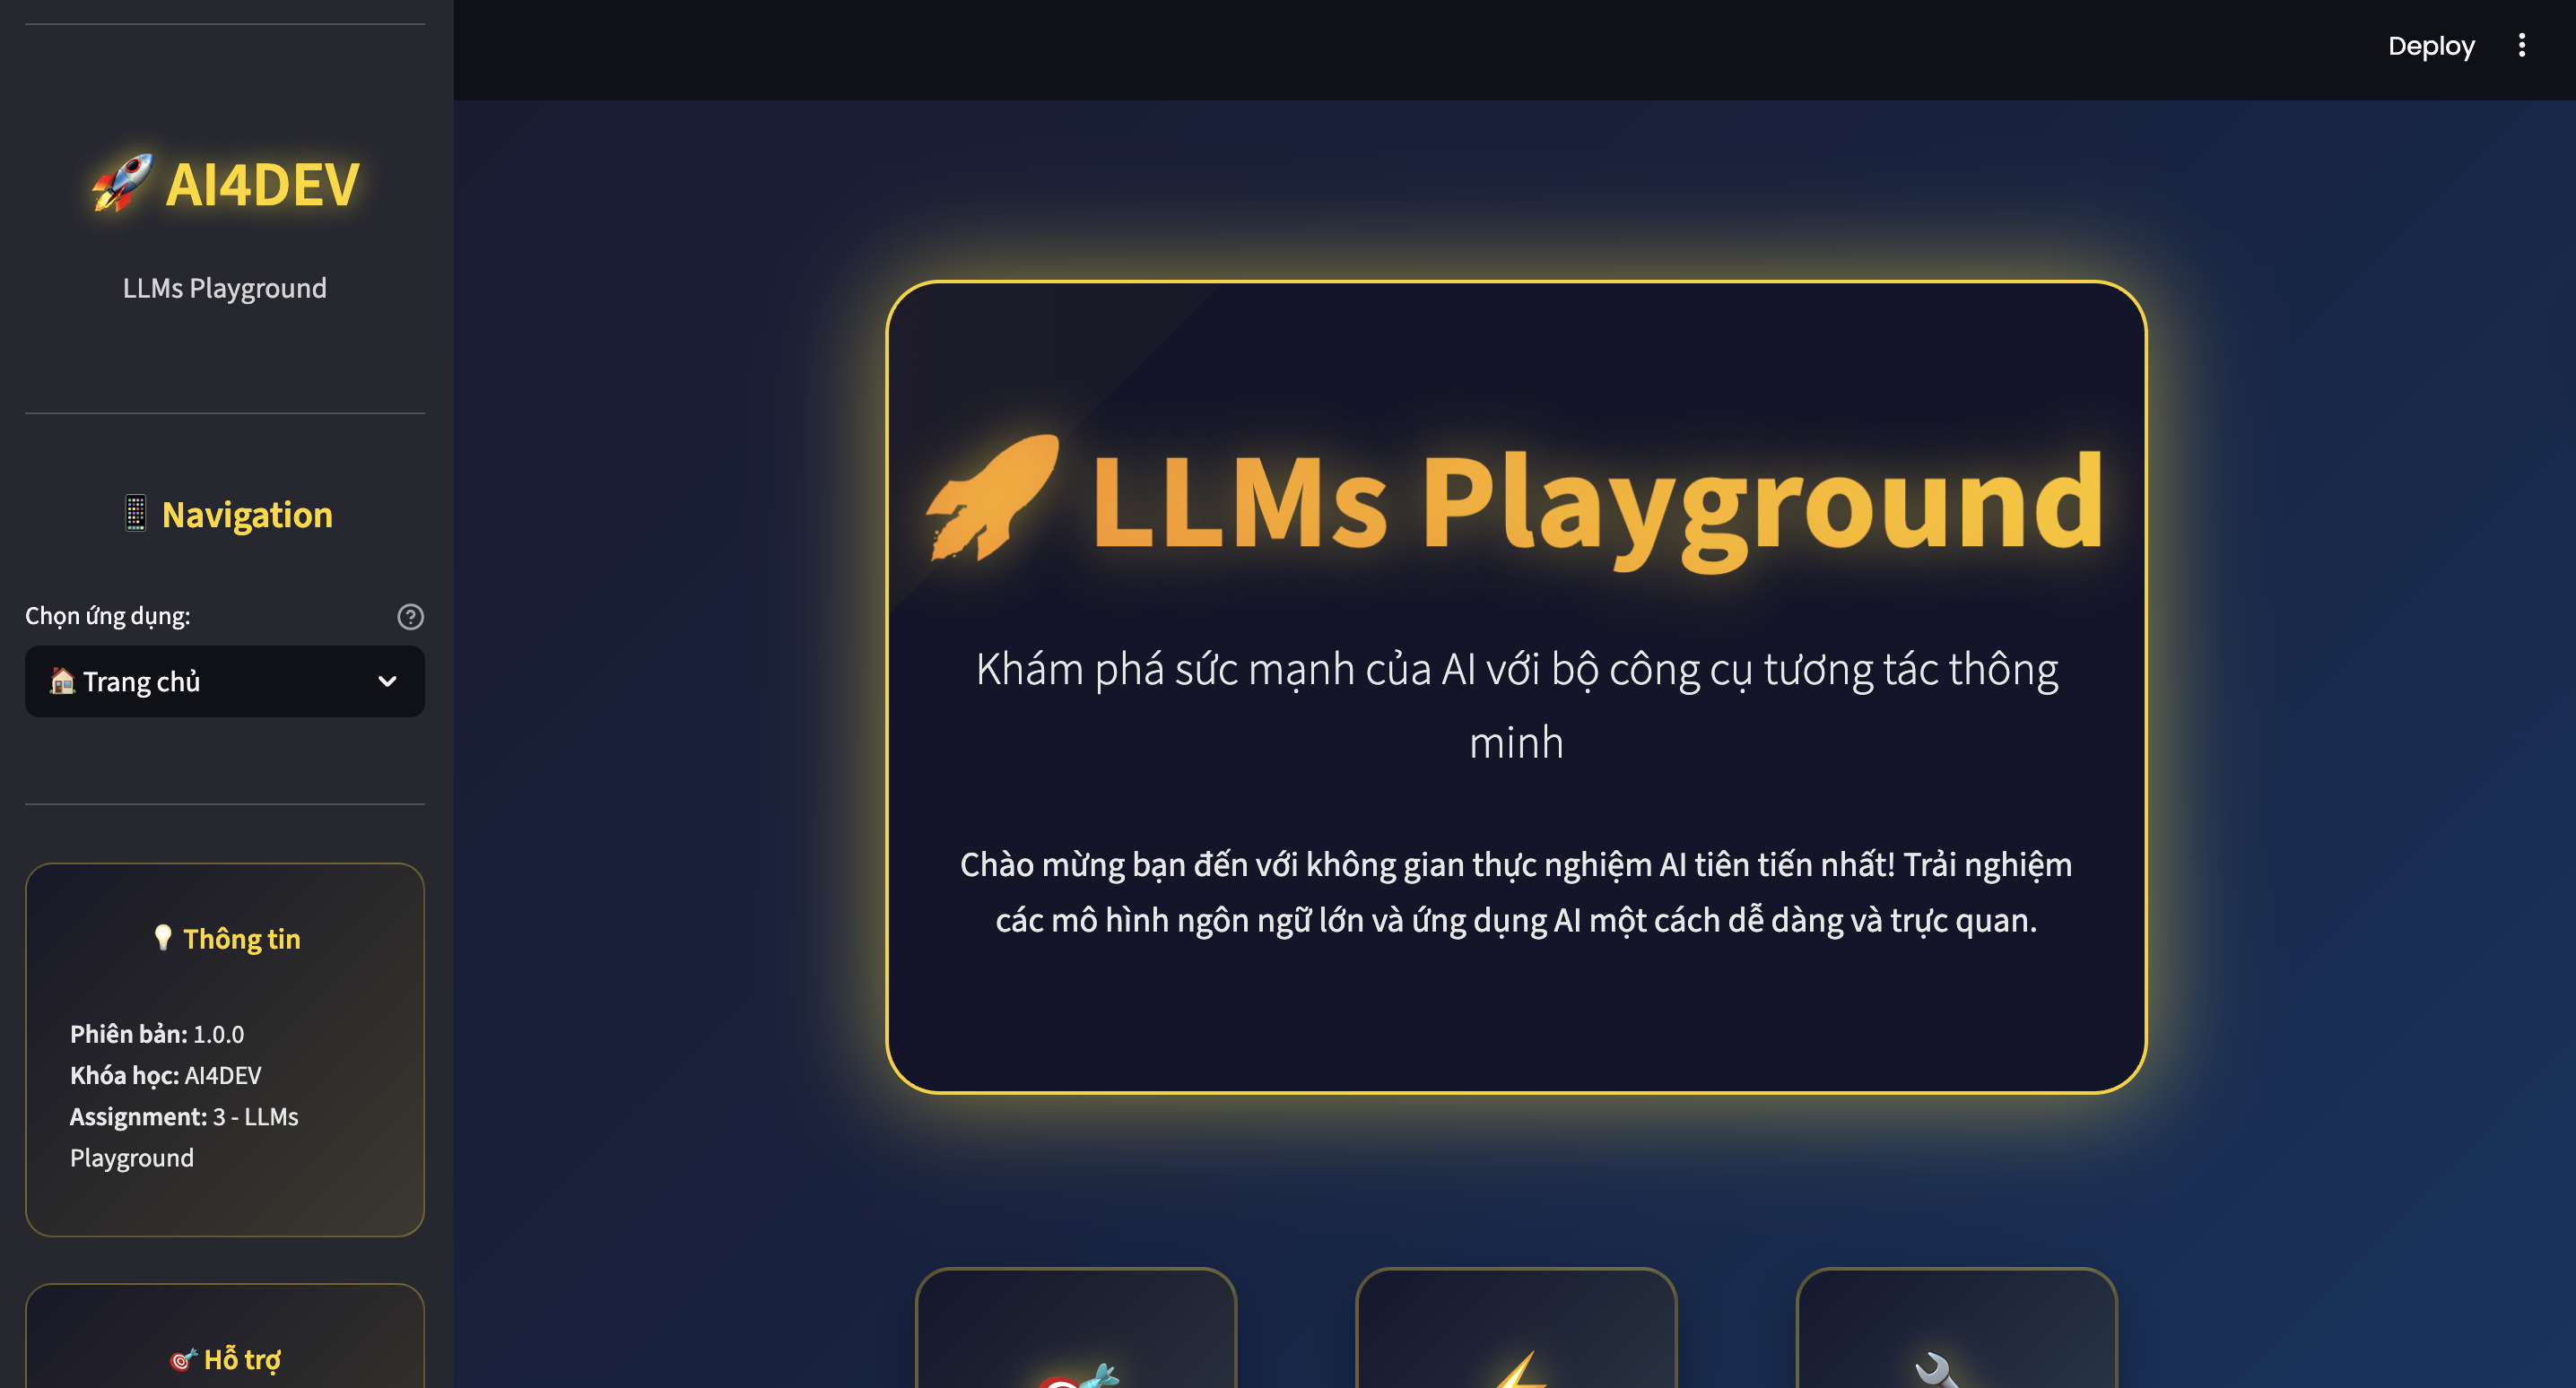 Deploy
AI4DEV
LLMs Playground
Navigation
Chọn ứng dụng:
Trang chủ
Thông tin
Phiên bản: 1.0.0
Khóa học: AI4DEV
Assignment: 3 - LLMs
Playground
Hỗ trợ
LLMs Playground
Khám phá sức mạnh của AI với bộ công cụ tương tác thông
minh
Chào mừng bạn đến với không gian thực nghiệm AI tiên tiến nhất! Trải nghiệm
các mô hình ngôn ngữ lớn và ứng dụng AI một cách dễ dàng và trực quan.